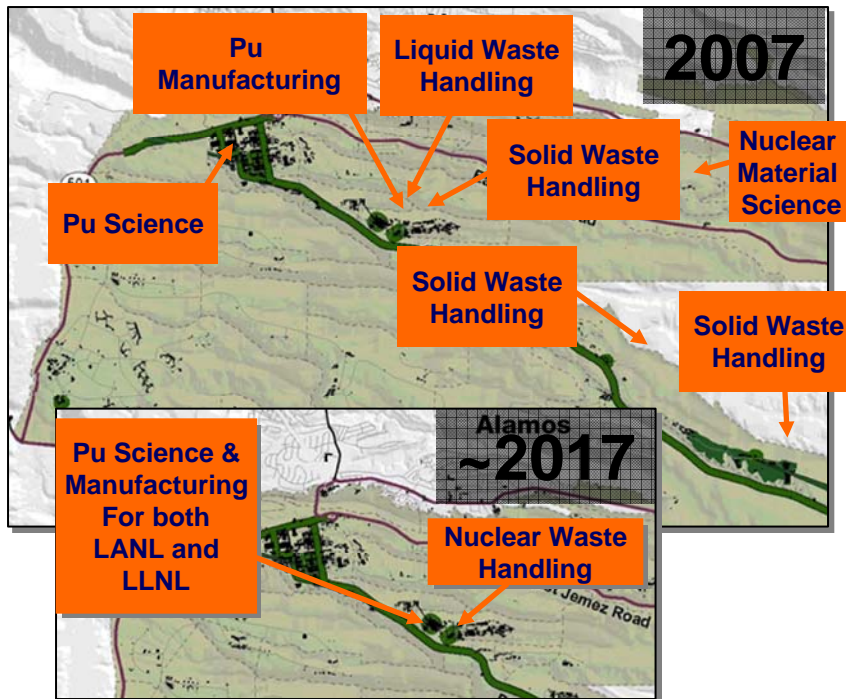 2007
Pu
Manufacturing
Liquid Waste
Handling
Solid Waste
Handling
Nuclear
Material
Science
Pu Science
Solid Waste
Handling
Solid Waste
Handling
Alamos
~2017
Pu Science &
Manufacturing
For both
LANL and
LLNL
Nuclear Waste
Handling
Jemez Road